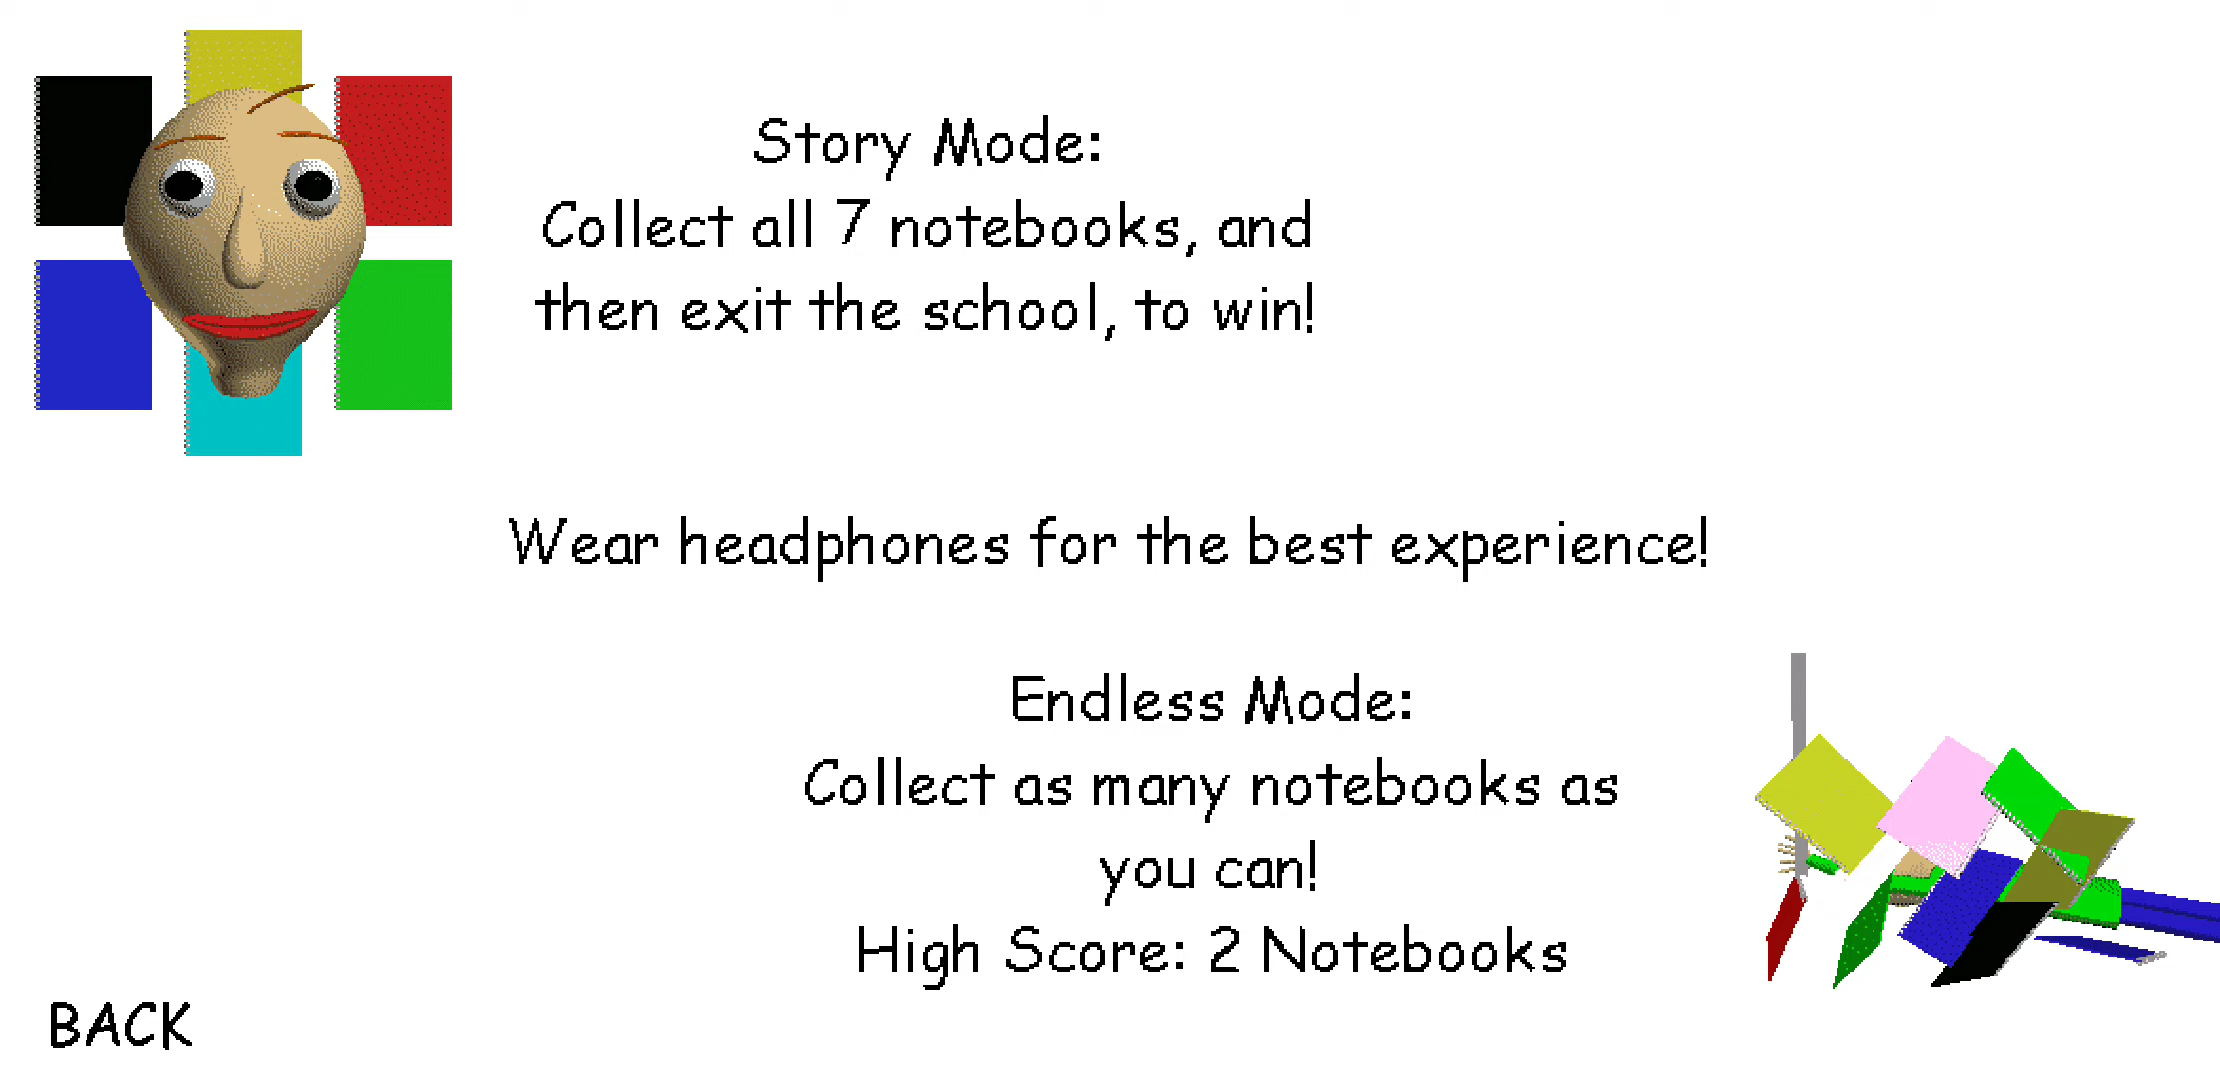 Story Mode:
Collect all 7 notebooks, and
then exit the school, to win!
Wear headphones for the best experience!
Endless Mode:
Collect as many notebooks as
you can!
High Score: 2 Notebooks
BACK